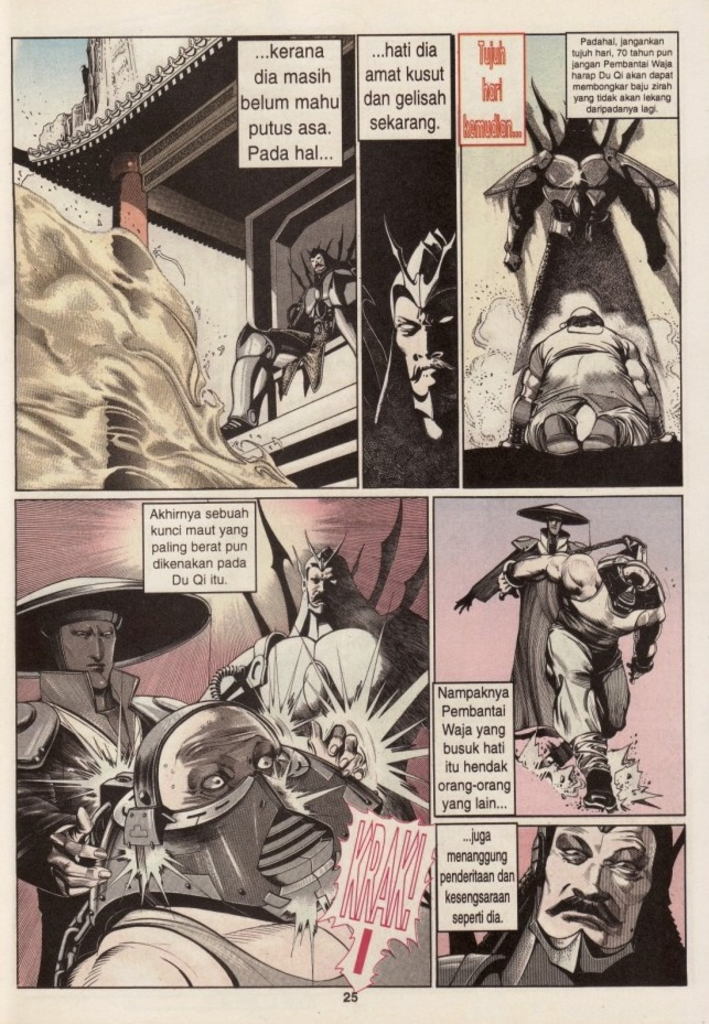 ...kerana
dia masih
belum mahu
putus asa.
Pada hal...
...hati dia
amat kusut
dan gelisah
sekarang.
Tujuh
hari
kemudian...
Padahal, jangankan
tujuh hari, 70 tahun pun
jangan Pembantai Waja
harap Du Qi akan dapat
membongkar baju zirah
yang tidak akan lekang
daripadanya lagi.
Akhirnya sebuah
kunci maut yang
paling berat pun
dikenakan pada
Du Qi itu.
KRAK!
Nampaknya
Pembantai
Waja yang
busuk hati
itu hendak
orang-orang
yang lain...
...juga
menanggung
penderitaan dan
kesengsaraan
seperti dia.
25